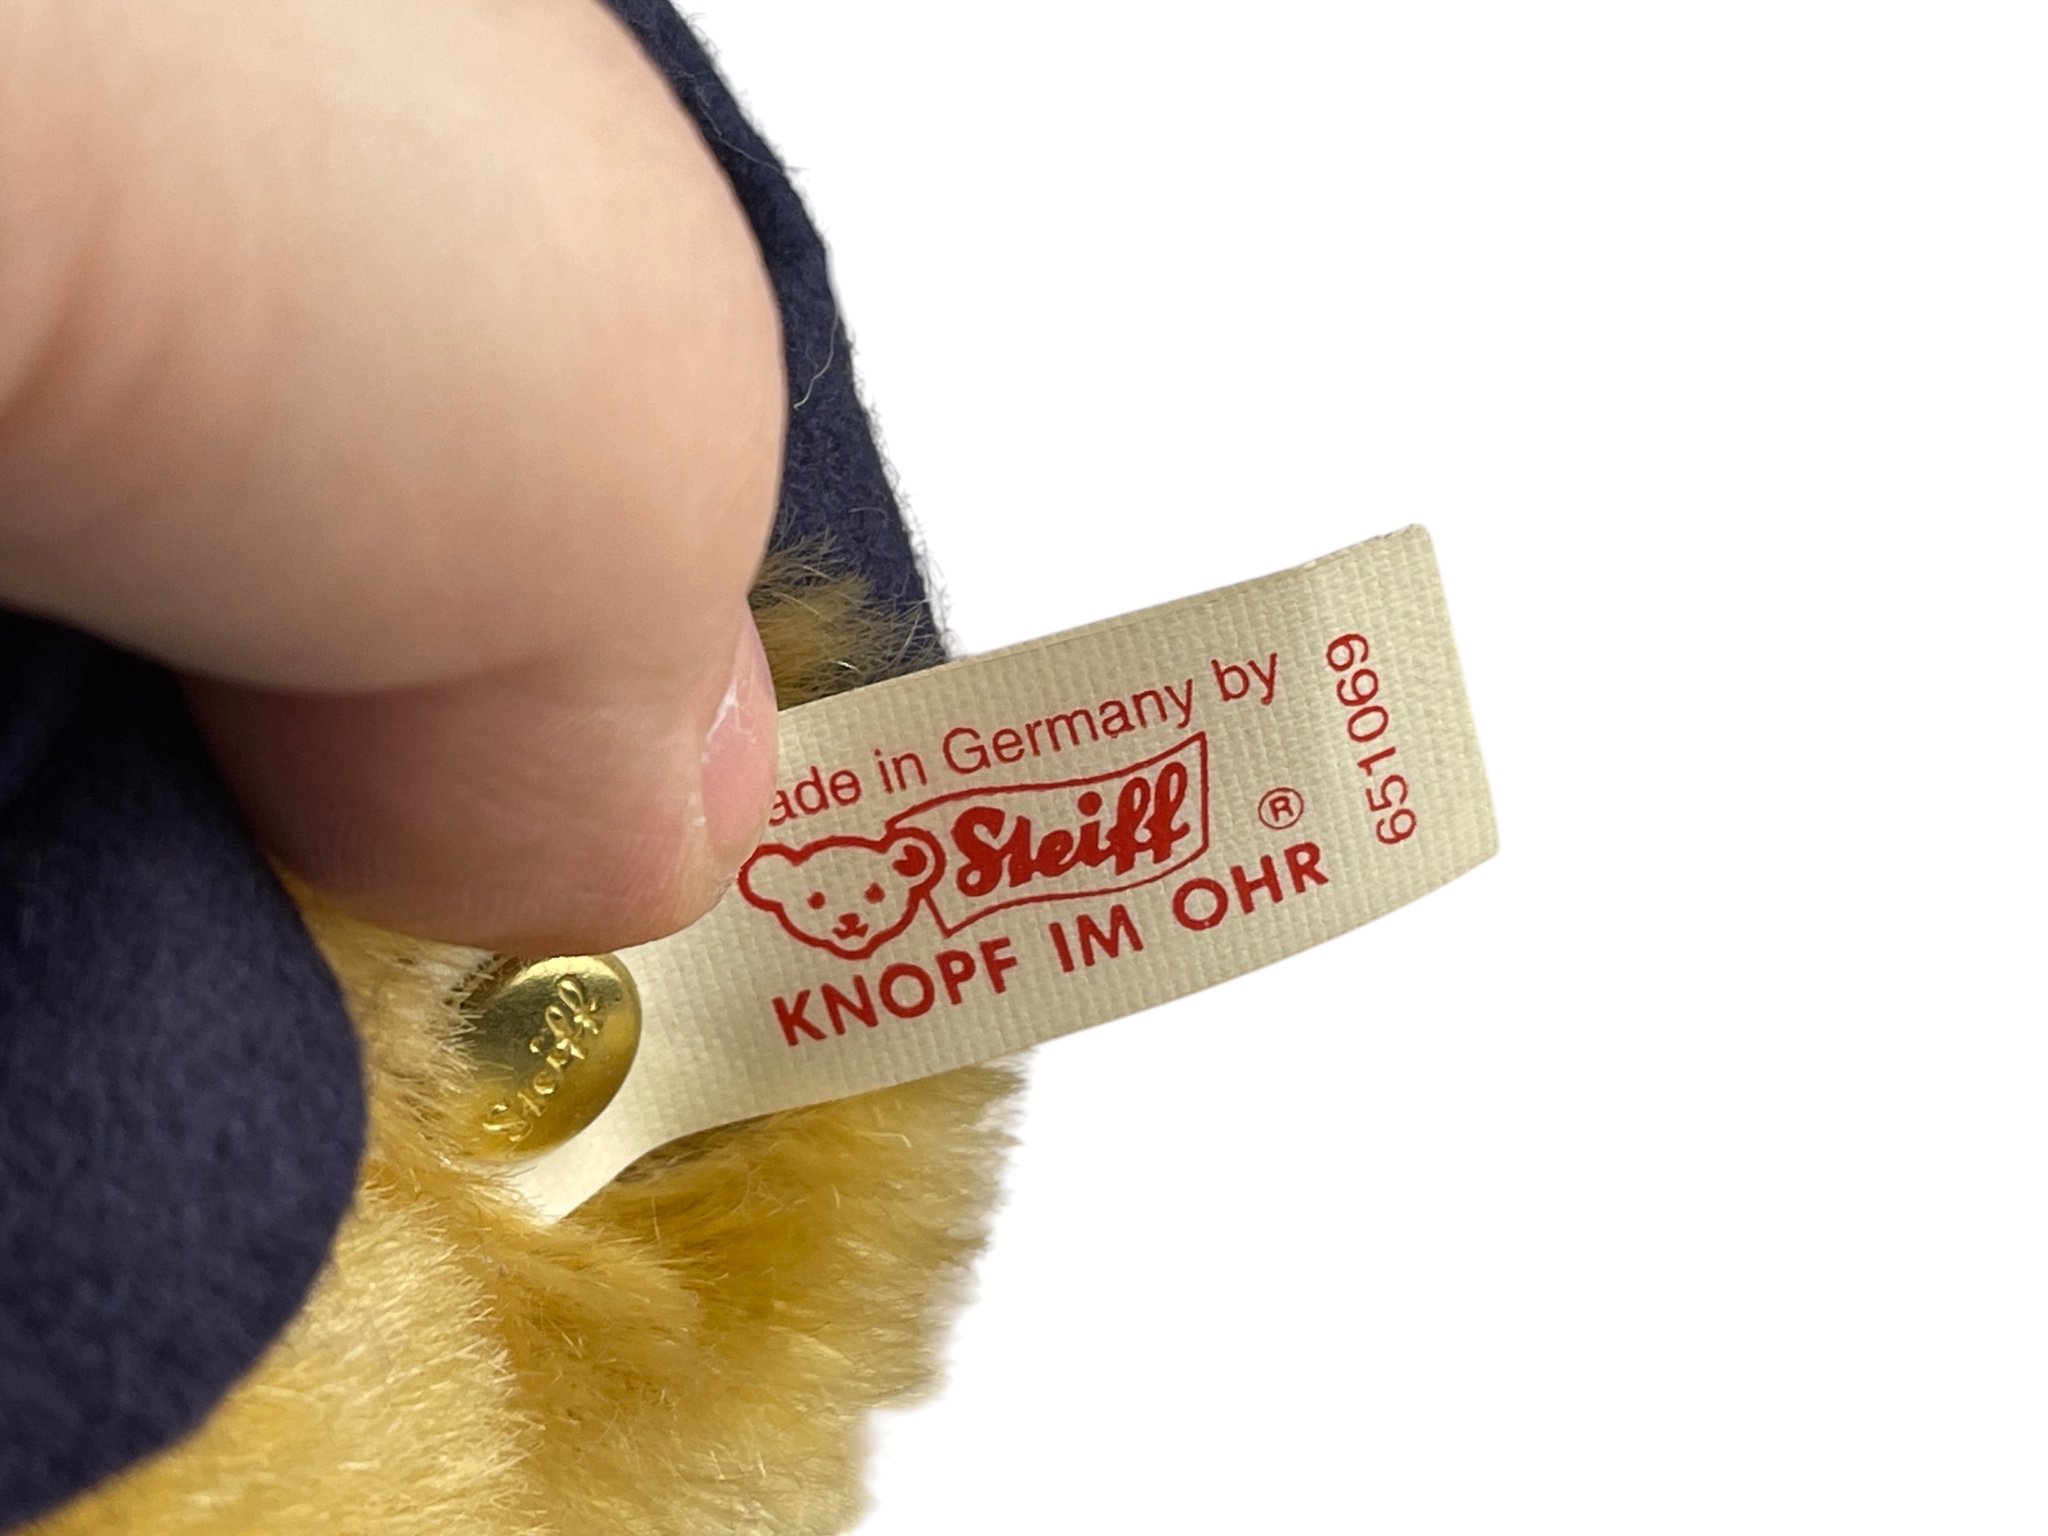 ade in Germany by
Steiff ®
KNOPF IM OHR
651069
Steiff